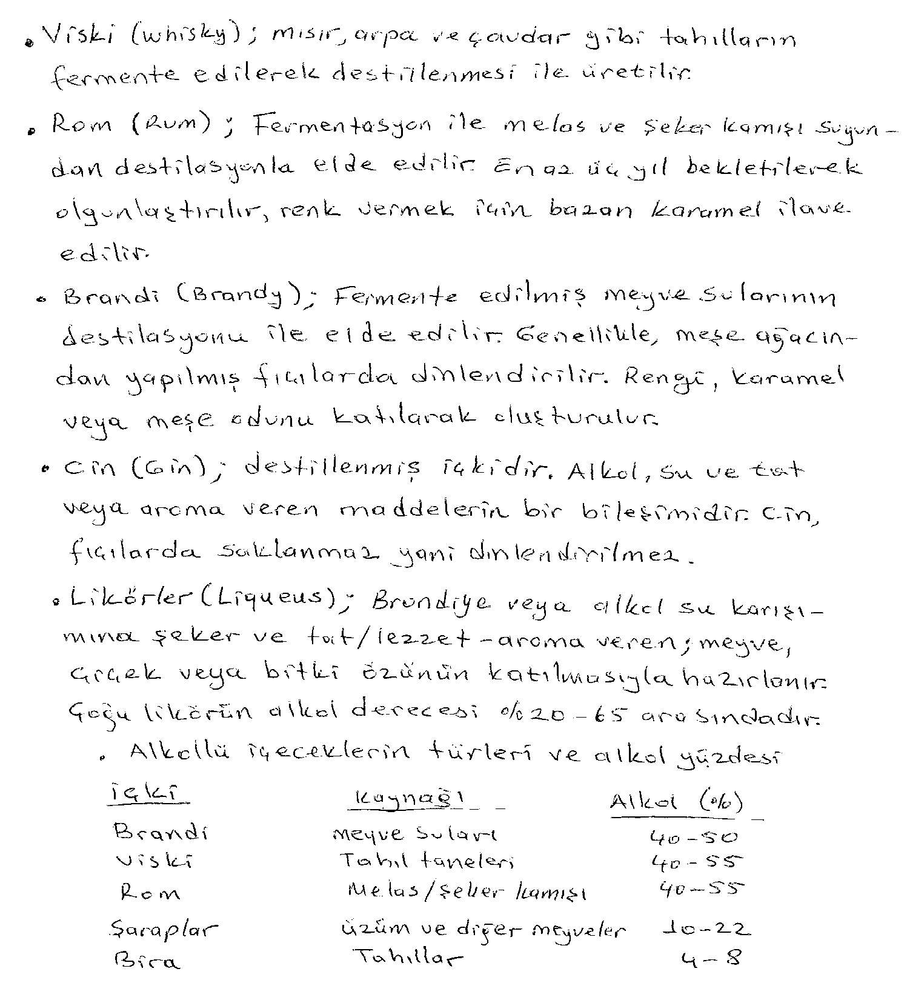 • Viski (whisky); mısır, arpa ve çavdar gibi tahılların
fermente edilerek destillenmesi ile üretilir.
• Rom (Rum); Fermentasyon ile melas ve şeker kamışı suyun-
dan destilasyonla elde edilir. En az üç yıl bekletilerek
olgunlaştırılır, renk vermek için bazan karamel ilave
edilir.
• Brandi (Brandy); Fermente edilmiş meyve sularının
destilasyonu ile elde edilir. Genellikle, meşe ağacın-
dan yapılmış fıçılarda dinlendirilir. Rengi, karamel
veya meşe odunu katılarak oluşturulur.
• Cin (Gin); destillenmiş içkidir. Alkol, su ve tat
veya aroma veren maddelerin bir bileşimidir. Cin,
fıçılarda saklanmaz yani dinlendirilmez.
• Likörler (Liqueus); Brandiye veya alkol su karışı-
mına şeker ve tat/lezzet-aroma veren; meyve,
çiçek veya bitki özünün katılmasıyla hazırlanır.
Çoğu likörün alkol derecesi %20-65 arasındadır.
• Alkollü içeceklerin türleri ve alkol yüzdesi
içki Kaynağı Alkol (%)
Brandi Meyve Suları 40-50
Viski Tahıl taneleri 40-55
Rom Melas/şeker kamışı 40-55
Şaraplar üzüm ve diğer meyveler 10-22
Bira Tahıllar 4-8